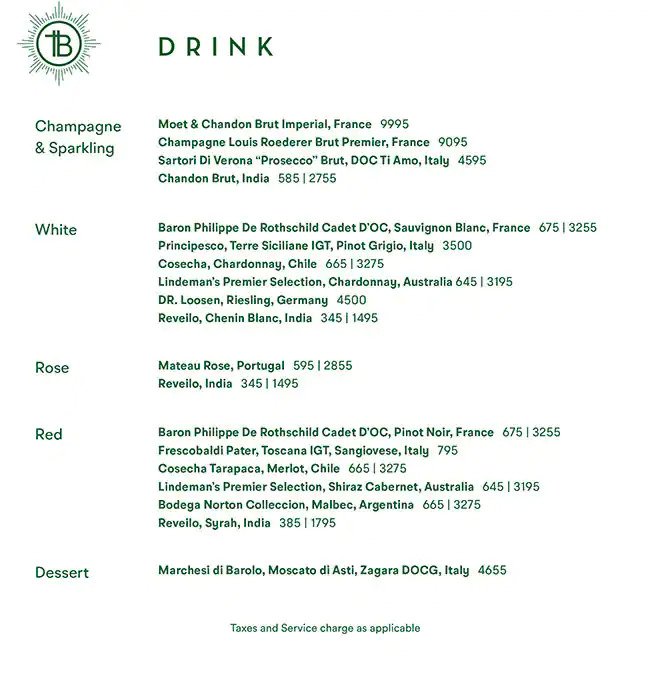 TB
DRINK
Champagne
& Sparkling
Moet & Chandon Brut Imperial, France 9995
Champagne Louis Roederer Brut Premier, France 9095
Sartori Di Verona “Prosecco” Brut, DOC Ti Amo, Italy 4595
Chandon Brut, India 585 | 2755
White
Baron Philippe De Rothschild Cadet D’OC, Sauvignon Blanc, France 675 | 3255
Principesco, Terre Siciliane IGT, Pinot Grigio, Italy 3500
Cosecha, Chardonnay, Chile 665 | 3275
Lindeman’s Premier Selection, Chardonnay, Australia 645 | 3195
DR. Loosen, Riesling, Germany 4500
Reveilo, Chenin Blanc, India 345 | 1495
Rose
Mateau Rose, Portugal 595 | 2855
Reveilo, India 345 | 1495
Red
Baron Philippe De Rothschild Cadet D’OC, Pinot Noir, France 675 | 3255
Frescobaldi Pater, Toscana IGT, Sangiovese, Italy 795
Cosecha Tarapaca, Merlot, Chile 665 | 3275
Lindeman’s Premier Selection, Shiraz Cabernet, Australia 645 | 3195
Bodega Norton Colleccion, Malbec, Argentina 665 | 3275
Reveilo, Syrah, India 385 | 1795
Dessert
Marchesi di Barolo, Moscato di Asti, Zagara DOCG, Italy 4655
Taxes and Service charge as applicable